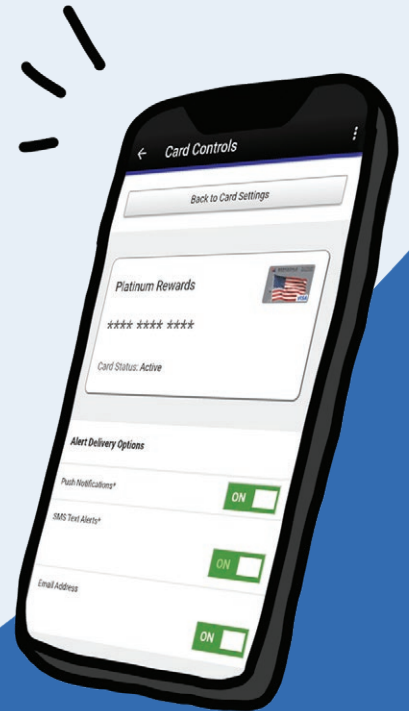 Card Controls
Back to Card Settings
Platinum Rewards
**** **** ****
Card Status: Active
VISA
Alert Delivery Options
Push Notifications*
ON
SMS Text Alerts*
ON
Email Address
ON